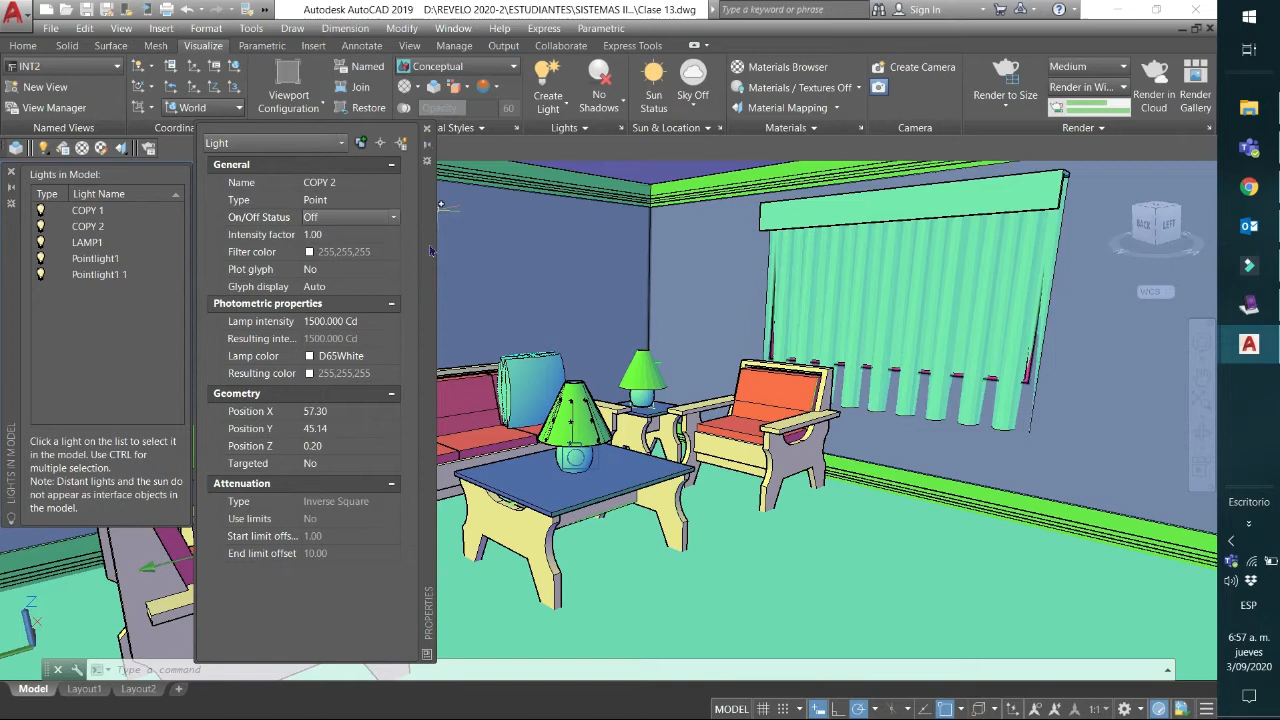 Autodesk AutoCAD 2019 D:\REVELO 2020-2\ESTUDIANTES\SISTEMAS II...\Clase 13.dwg
Type a keyword or phrase
Sign In
File Edit View Insert Format Tools Draw Dimension Modify Window Help Express Parametric
Home Solid Surface Mesh Visualize Parametric Insert Annotate View Manage Output Collaborate Express Tools
INT2
New View
View Manager
Named Views
World
Viewport
Configuration
Named
Join
Restore
Conceptual
Opacity 60
al Styles
Create
Light
No
Shadows
Lights
Sun
Status
Sky Off
Sun & Location
Materials Browser
Materials / Textures Off
Material Mapping
Materials
Create Camera
Camera
Render to Size
Medium
Render in Wi...
Render in
Cloud
Render
Gallery
Render
Lights in Model:
Type Light Name
COPY 1
COPY 2
LAMP1
Pointlight1
Pointlight1 1
Click a light on the list to select it
in the model. Use CTRL for
multiple selection.
Note: Distant lights and the sun do
not appear as interface objects in
the model.
LIGHTS IN MODEL
Light
General
Name COPY 2
Type Point
On/Off Status Off
Intensity factor 1.00
Filter color 255,255,255
Plot glyph No
Glyph display Auto
Photometric properties
Lamp intensity 1500.000 Cd
Resulting inte... 1500.000 Cd
Lamp color D65White
Resulting color 255,255,255
Geometry
Position X 57.30
Position Y 45.14
Position Z 0.20
Targeted No
Attenuation
Type Inverse Square
Use limits No
Start limit offs... 1.00
End limit offset 10.00
PROPERTIES
BACK LEFT
WCS
Z
X
Type a command
Model Layout1 Layout2 +
MODEL 1:1
Escritorio
ESP
6:57 a. m.
jueves
3/09/2020